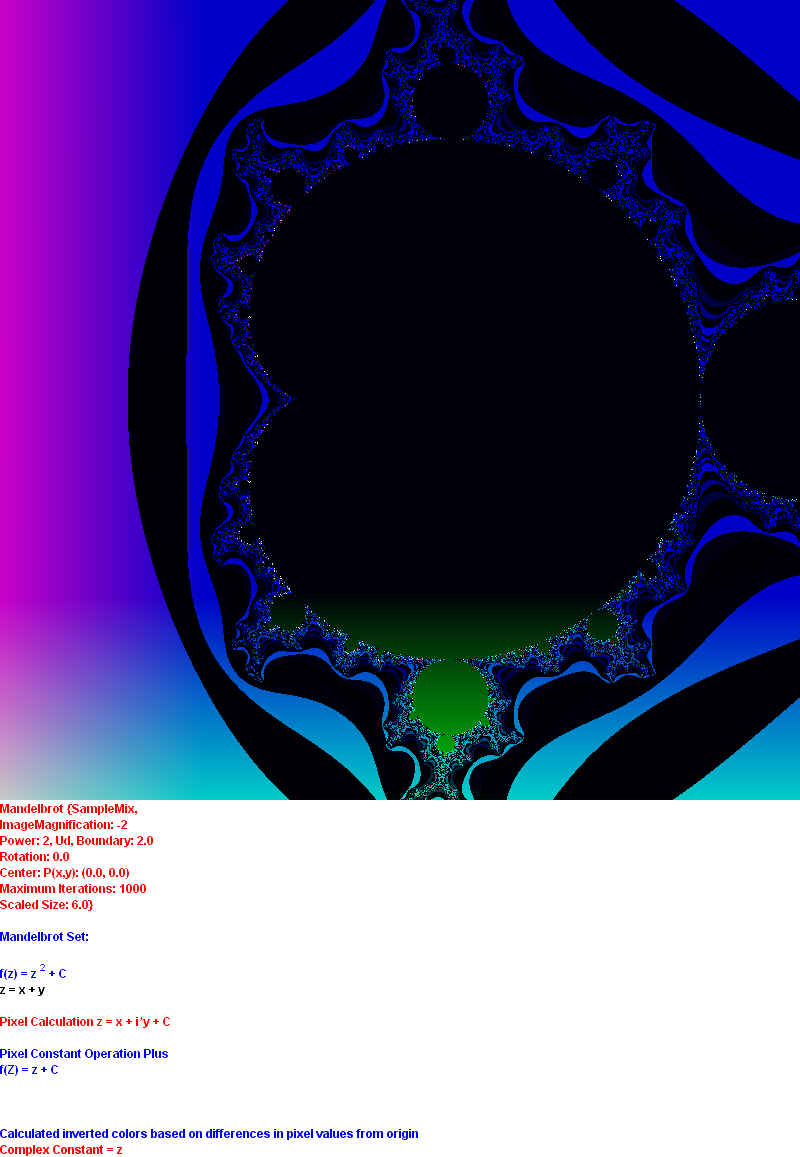 Mandelbrot {SampleMix,
ImageMagnification: -2
Power: 2, Ud, Boundary: 2.0
Rotation: 0.0
Center: P(x,y): (0.0, 0.0)
Maximum Iterations: 1000
Scaled Size: 6.0}
Mandelbrot Set:
f(z) = z 2 + C
z = x + y
Pixel Calculation z = x + i*y + C
Pixel Constant Operation Plus
f(Z) = z + C
Calculated inverted colors based on differences in pixel values from origin
Complex Constant = z